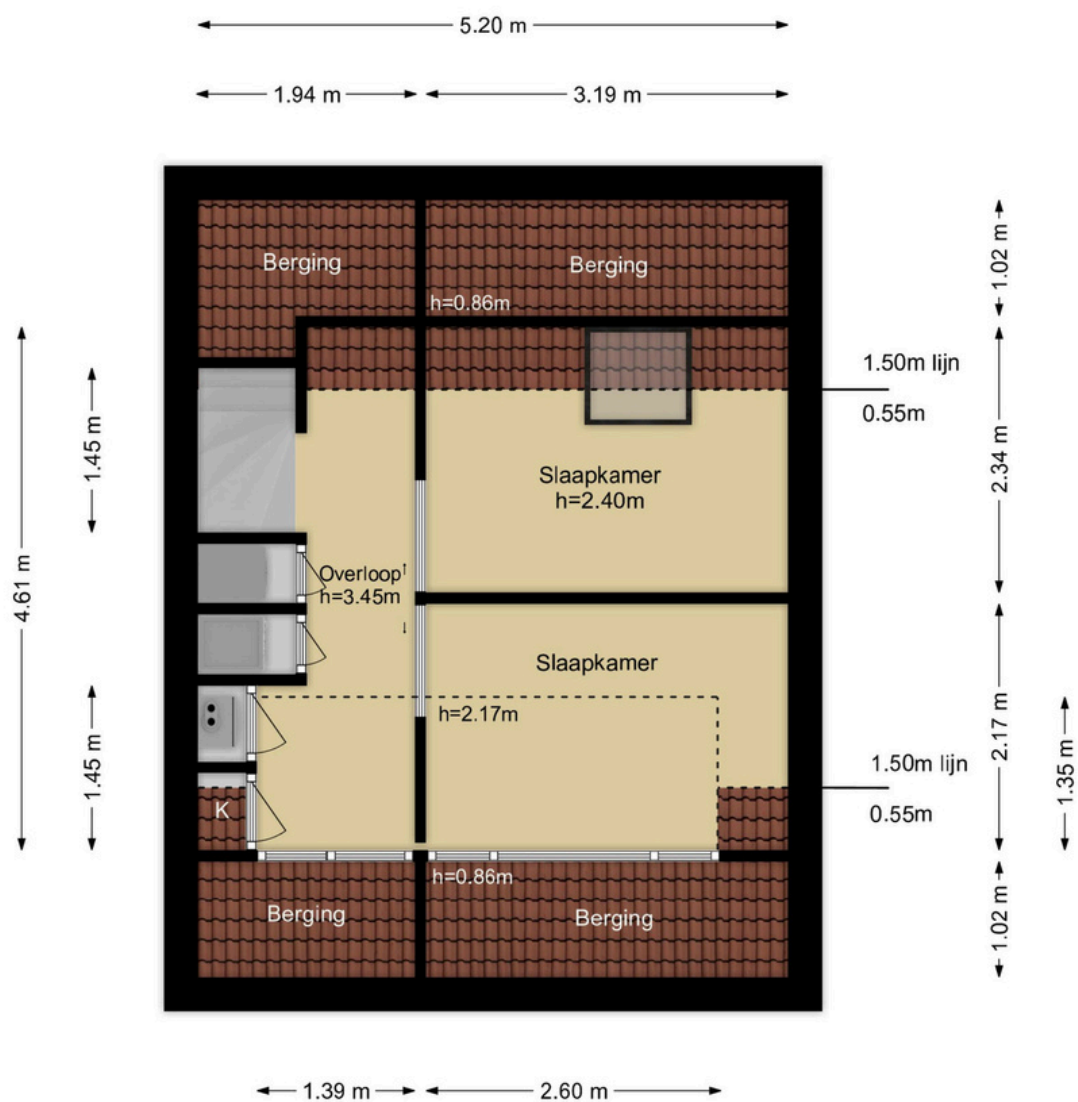 5.20 m
1.94 m
3.19 m
Berging
Berging
1.02 m
h=0.86m
1.50m lijn
0.55m
1.45 m
Slaapkamer
h=2.40m
2.34 m
4.61 m
Overloop↑
h=3.45m
↓
Slaapkamer
h=2.17m
2.17 m
1.45 m
1.50m lijn
0.55m
1.35 m
K
h=0.86m
Berging
Berging
1.02 m
1.39 m
2.60 m